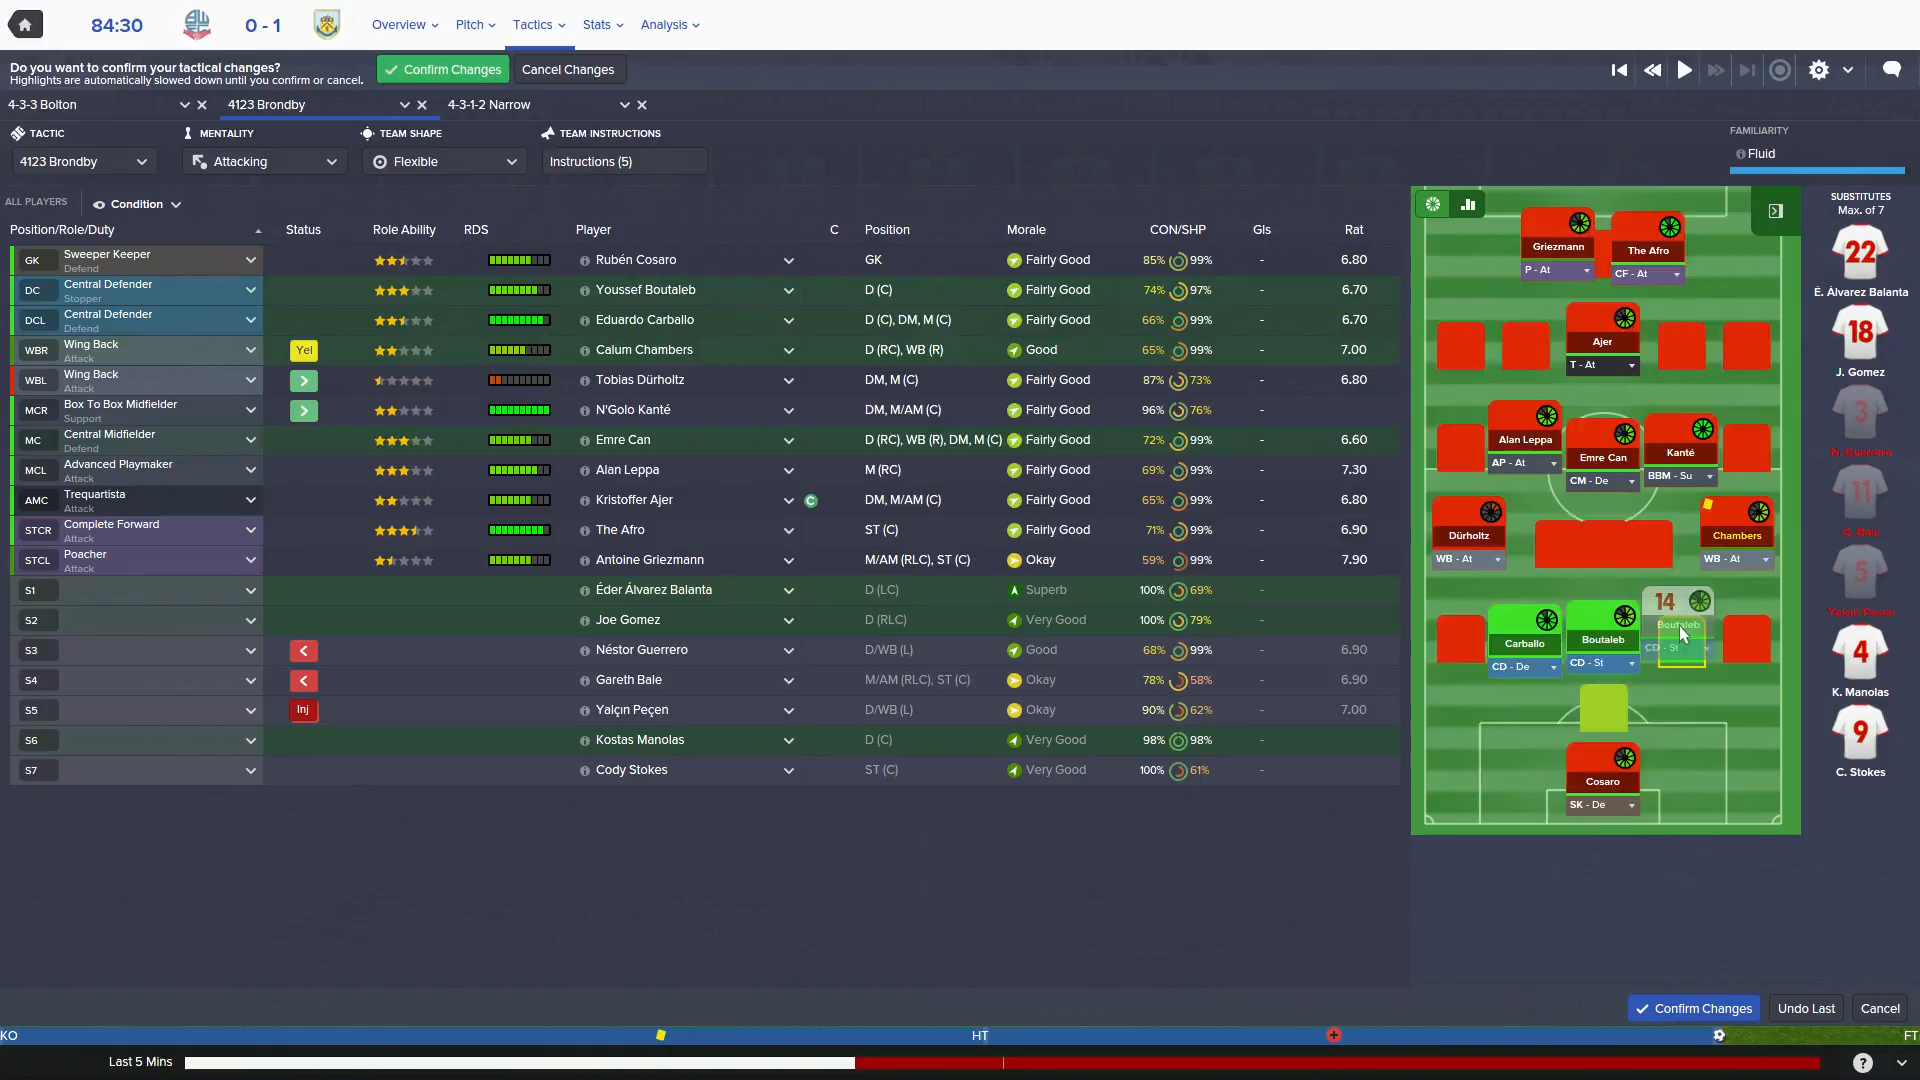 84:30
0 - 1
Overview
Pitch
Tactics
Stats
Analysis
Do you want to confirm your tactical changes?
Highlights are automatically slowed down until you confirm or cancel.
Confirm Changes
Cancel Changes
4-3-3 Bolton
4123 Brondby
4-3-1-2 Narrow
TACTIC
MENTALITY
TEAM SHAPE
TEAM INSTRUCTIONS
4123 Brondby
Attacking
Flexible
Instructions (5)
FAMILIARITY
Fluid
ALL PLAYERS
Condition
Position/Role/Duty Status Role Ability RDS Player C Position Morale CON/SHP Gls Rat
GK Sweeper Keeper Defend Rubén Cosaro GK Fairly Good 85% 99% - 6.80
DC Central Defender Stopper Youssef Boutaleb D (C) Fairly Good 74% 97% - 6.70
DCL Central Defender Defend Eduardo Carballo D (C), DM, M (C) Fairly Good 66% 99% - 6.70
WBR Wing Back Attack Yel Calum Chambers D (RC), WB (R) Good 65% 99% - 7.00
WBL Wing Back Attack Tobias Dürholtz DM, M (C) Fairly Good 87% 73% - 6.80
MCR Box To Box Midfielder Support N'Golo Kanté DM, M/AM (C) Fairly Good 96% 76% -
MC Central Midfielder Defend Emre Can D (RC), WB (R), DM, M (C) Fairly Good 72% 99% - 6.60
MCL Advanced Playmaker Attack Alan Leppa M (RC) Fairly Good 69% 99% - 7.30
AMC Trequartista Attack Kristoffer Ajer C DM, M/AM (C) Fairly Good 65% 99% - 6.80
STCR Complete Forward Attack The Afro ST (C) Fairly Good 71% 99% - 6.90
STCL Poacher Attack Antoine Griezmann M/AM (RLC), ST (C) Okay 59% 99% - 7.90
S1 Éder Álvarez Balanta D (LC) Superb 100% 69% -
S2 Joe Gomez D (RLC) Very Good 100% 79% -
S3 Néstor Guerrero D/WB (L) Good 68% 99% - 6.90
S4 Gareth Bale M/AM (RLC), ST (C) Okay 78% 58% - 6.90
S5 Inj Yalçın Peçen D/WB (L) Okay 90% 62% - 7.00
S6 Kostas Manolas D (C) Very Good 98% 98% -
S7 Cody Stokes ST (C) Very Good 100% 61% -
Griezmann
P - At
The Afro
CF - At
Ajer
T - At
Alan Leppa
AP - At
Emre Can
CM - De
Kanté
BBM - Su
Dürholtz
WB - At
Chambers
WB - At
Carballo
CD - De
Boutaleb
CD - St
14
Boutaleb
CD - St
Cosaro
SK - De
SUBSTITUTES
Max. of 7
22
É. Álvarez Balanta
18
J. Gomez
3
N. Guerrero
11
G. Bale
5
Yalçın Peçen
4
K. Manolas
9
C. Stokes
Confirm Changes
Undo Last
Cancel
KO
HT
FT
Last 5 Mins
?